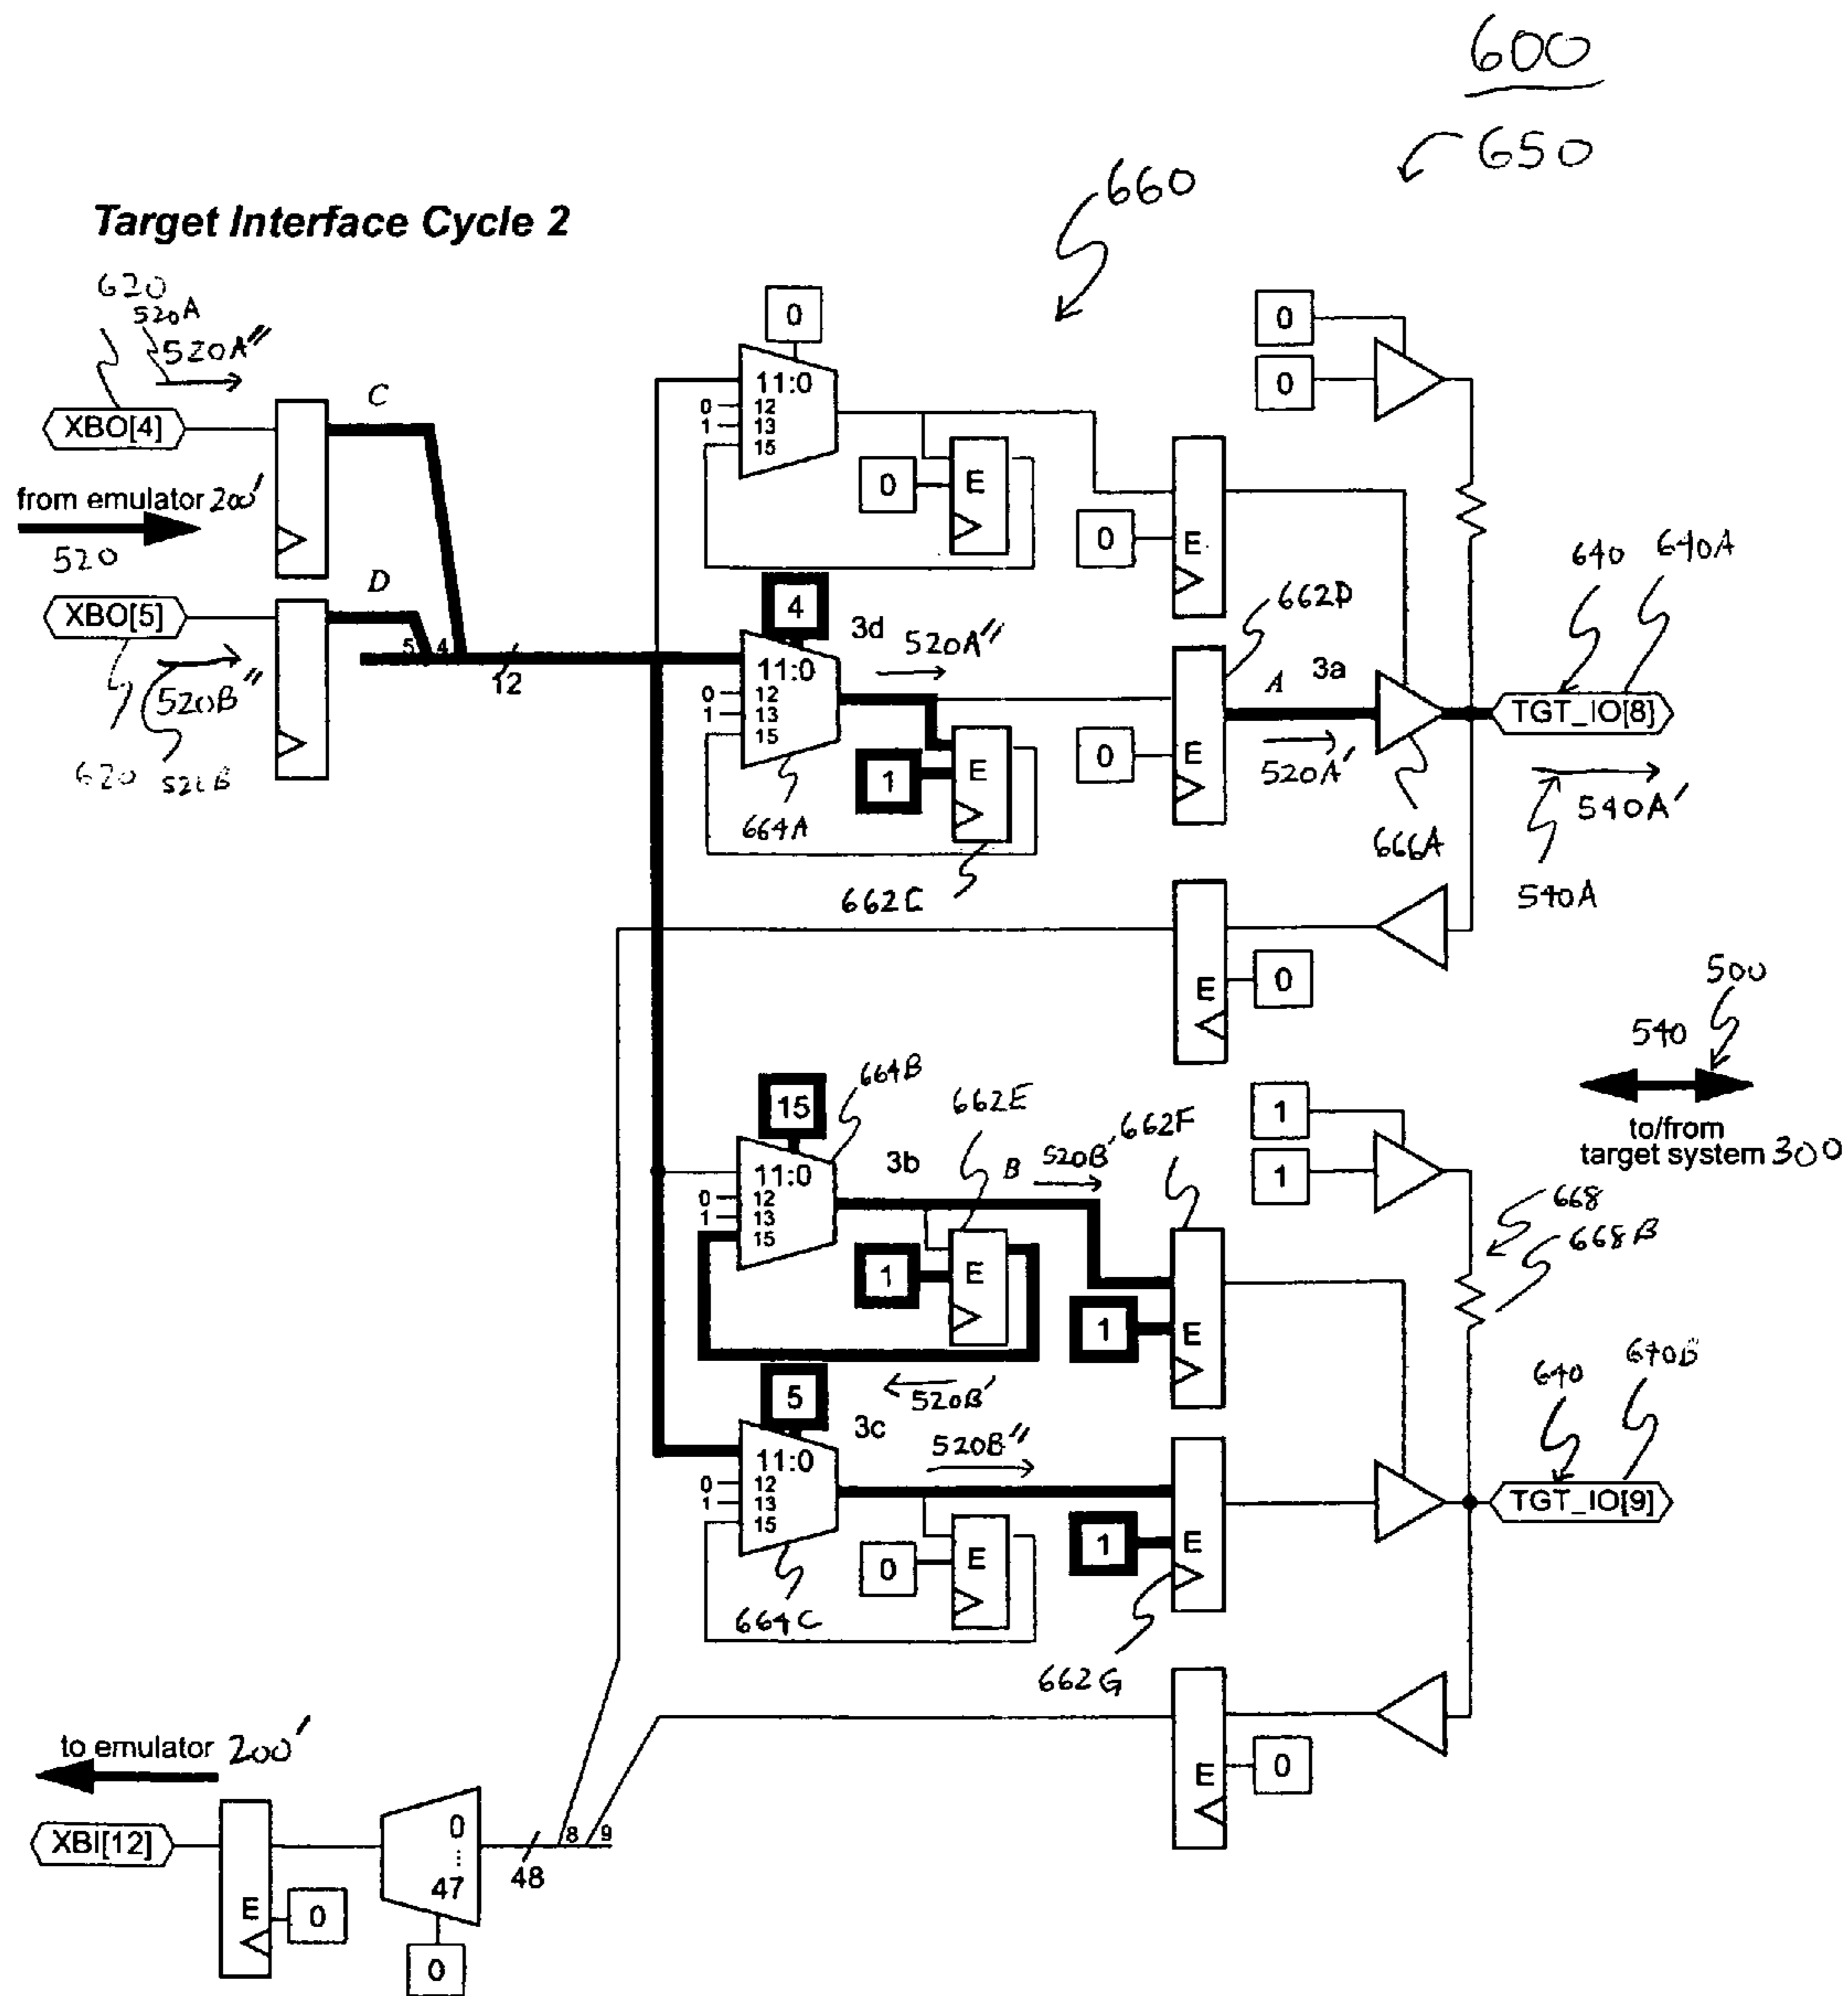 600
650
660
Target Interface Cycle 2
620
520A
520A"
XBO[4]
C
from emulator 200'
520
D
XBO[5]
520B"
620
5 4
12
0
11:0
0 12
1 13
15
0
E
0
E
0
0
640
640A
4
3d
520A"
11:0
0 12
1 13
15
664A
1
E
662C
662D
0
E
A
3a
520A'
666A
TGT_IO[8]
540A'
540A
E
0
500
540
to/from
target system 300
15
664B
11:0
0 12
1 13
15
3b
662E
B
520B'
662F
1
E
1
E
520B'
1
1
668
668B
5
3c
520B"
11:0
0 12
1 13
15
664C
0
E
1
E
662G
640
640B
TGT_IO[9]
E
0
to emulator 200'
XBI[12]
E
0
0
47
0
48
8 9